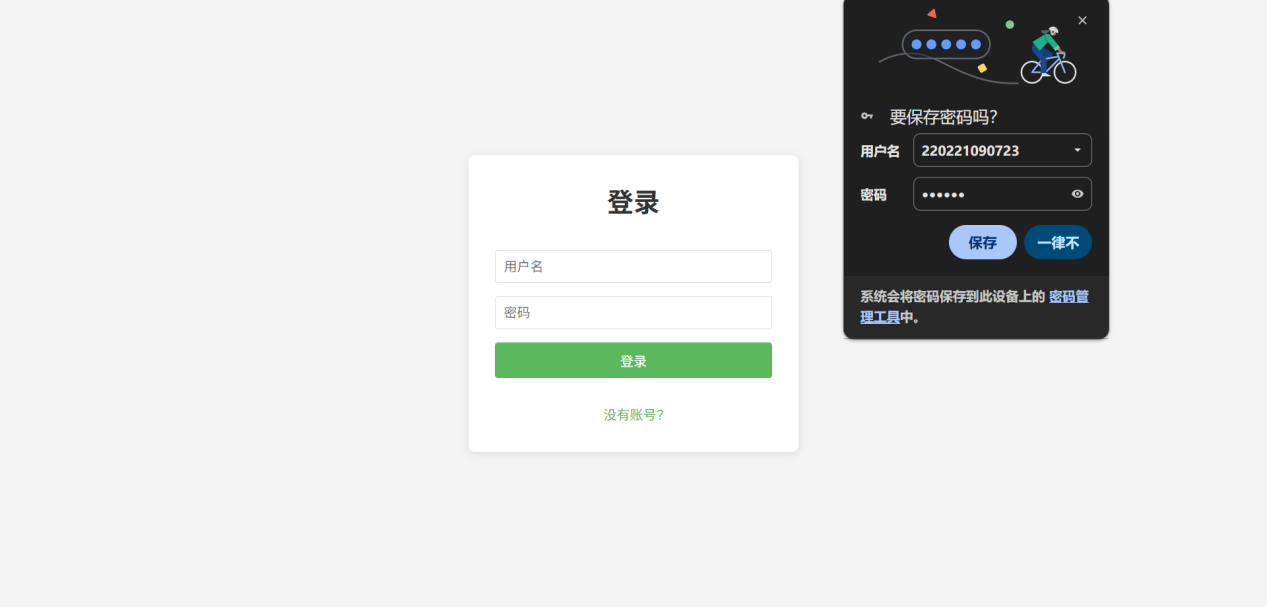 登录
用户名
密码
登录
没有账号?
要保存密码吗?
用户名 220221090723
密码 ••••••
保存 一律不
系统会将密码保存到此设备上的 密码管
理工具中。